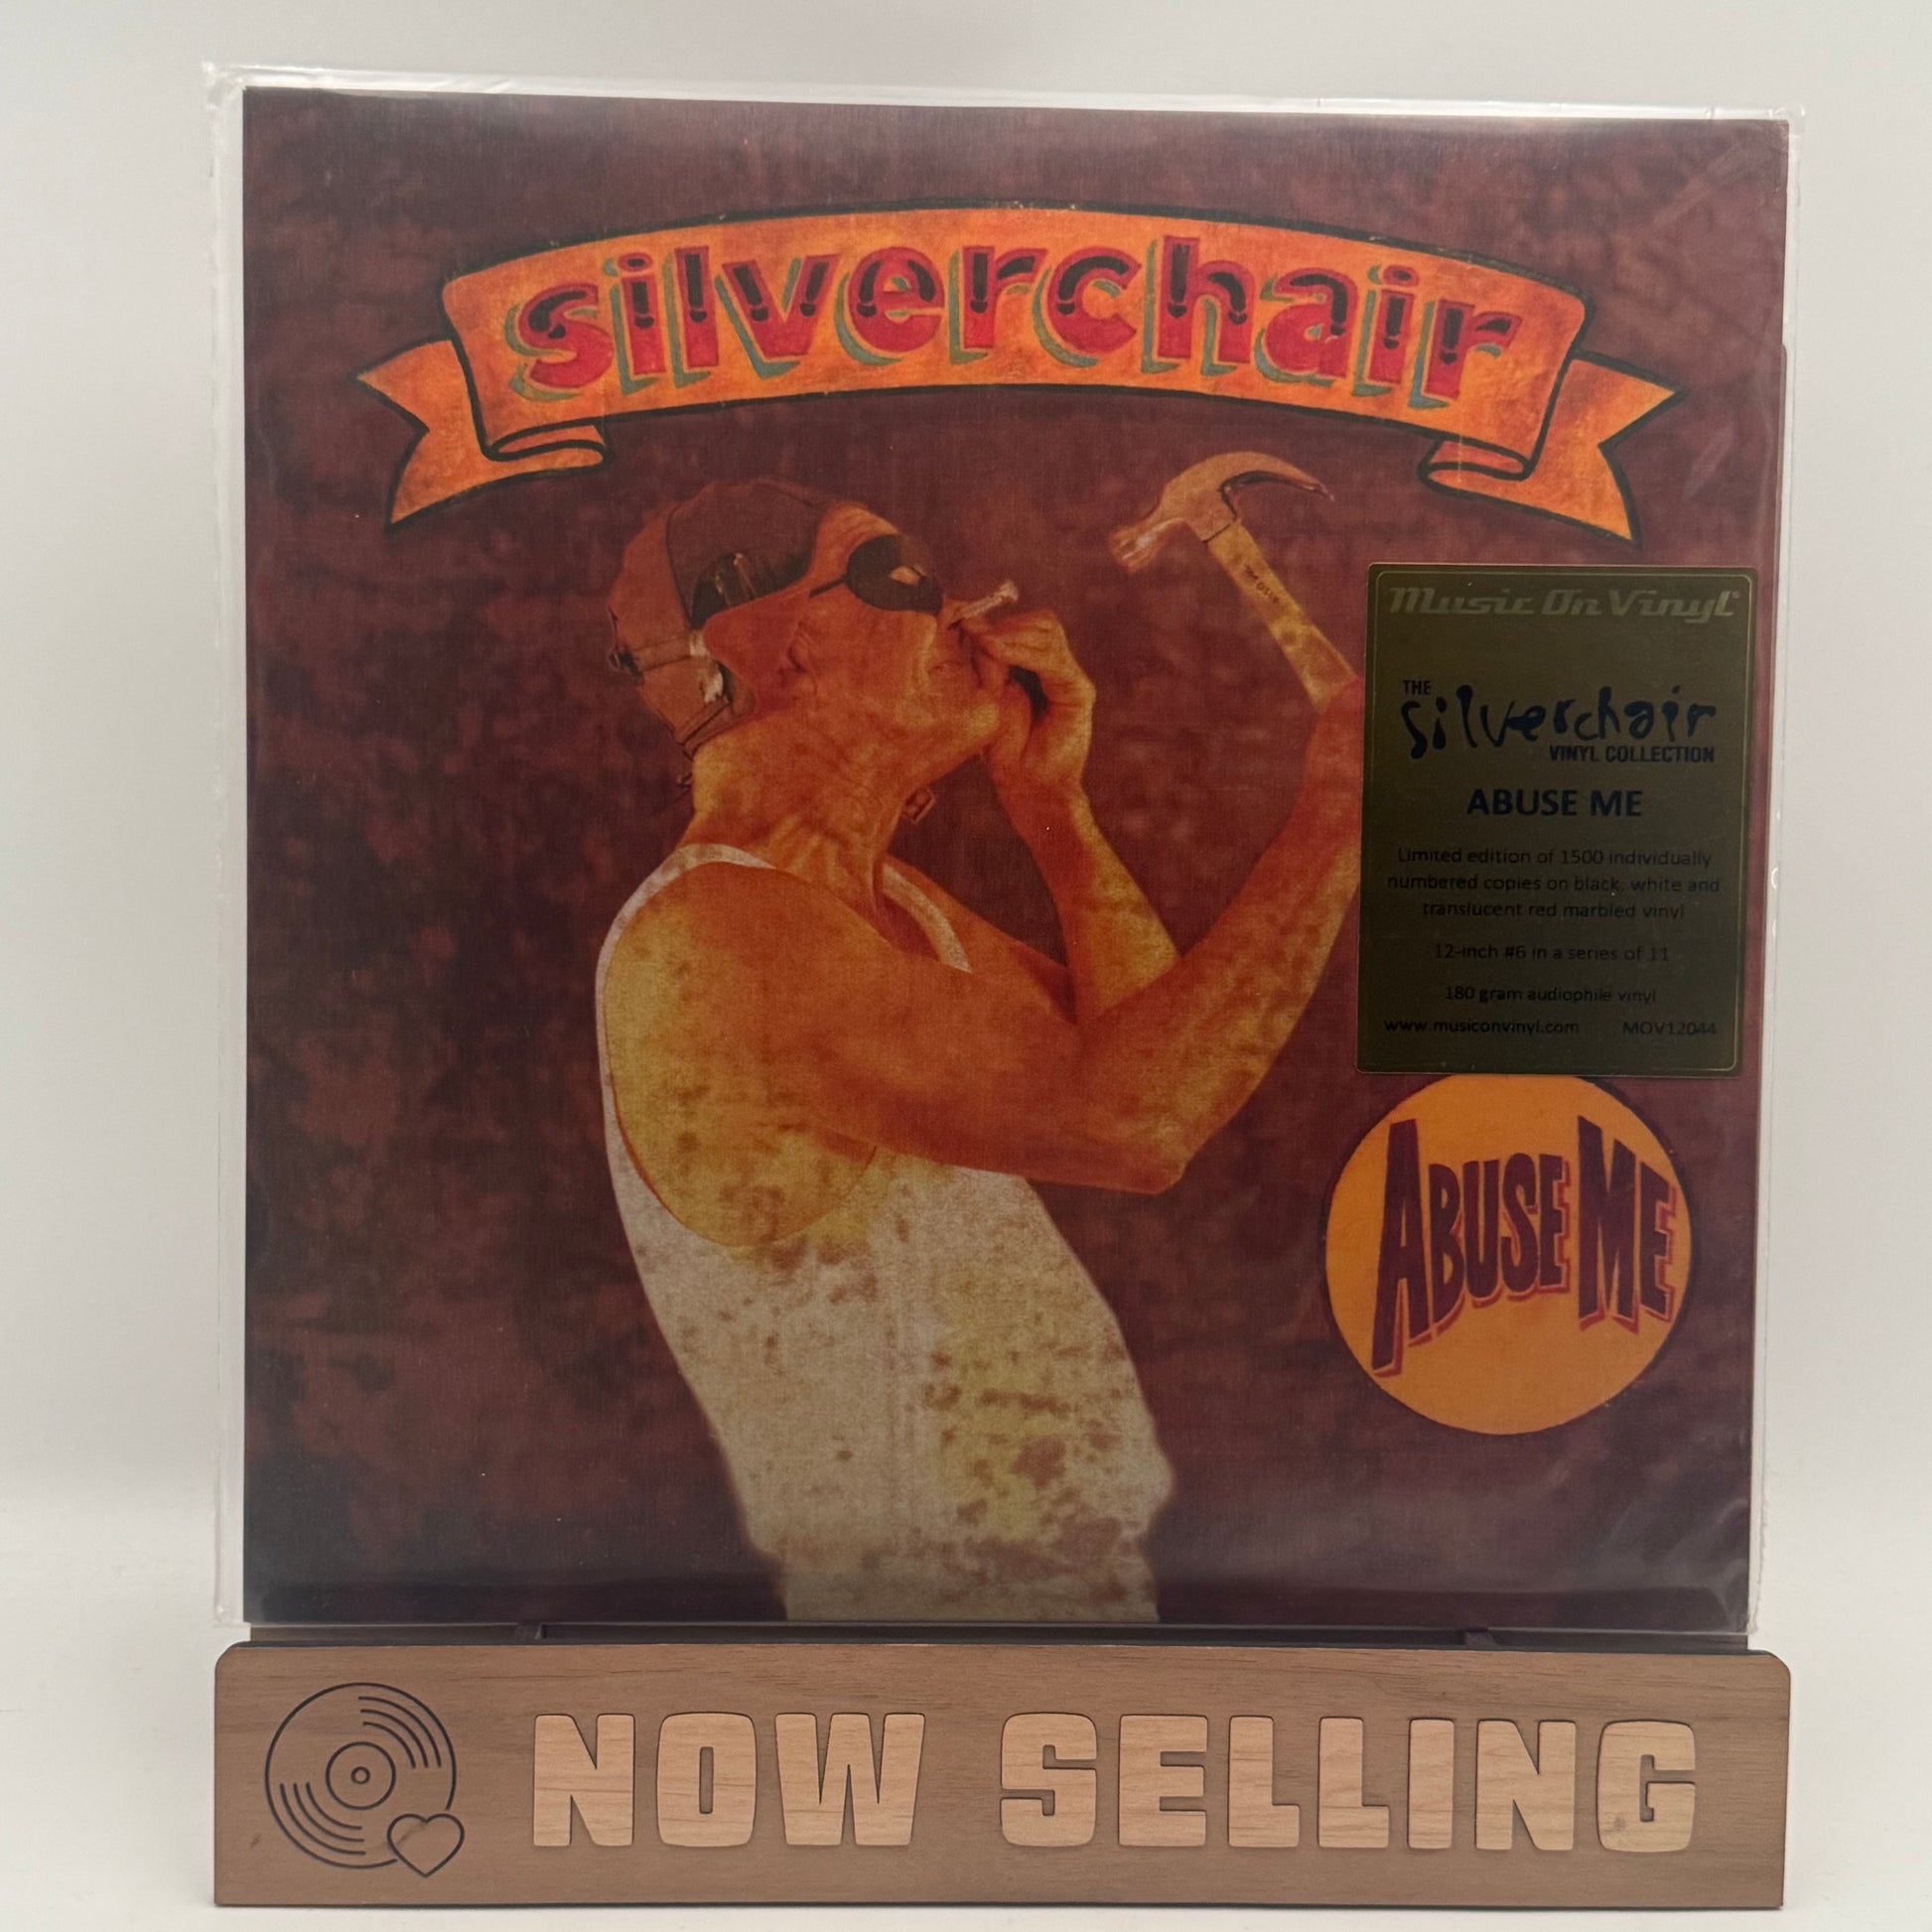 silverchair
Music On Vinyl
THE
silverchair
VINYL COLLECTION
ABUSE ME
Limited edition of 1500 individually
numbered copies on black, white and
translucent red marbled vinyl
12-inch #6 in a series of 11
180 gram audiophile vinyl
www.musiconvinyl.com MOV12044
ABUSE ME
NOW SELLING